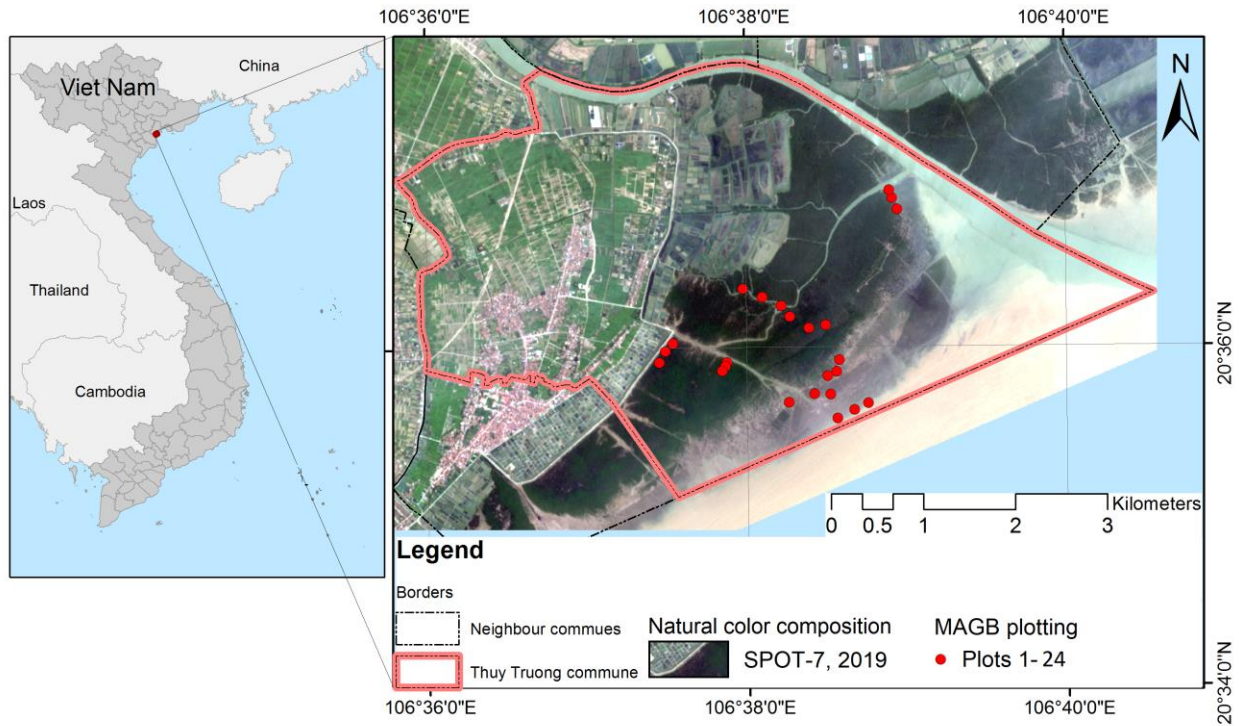 106°36'0"E
106°38'0"E
106°40'0"E
China
Viet Nam
N
Laos
Thailand
20°36'0"N
Cambodia
Kilometers
0 0.5 1 2 3
Legend
Borders
Neighbour commues
Natural color composition
MAGB plotting
SPOT-7, 2019
Plots 1-24
Thuy Truong commune
20°34'0"N
106°36'0"E
106°38'0"E
106°40'0"E